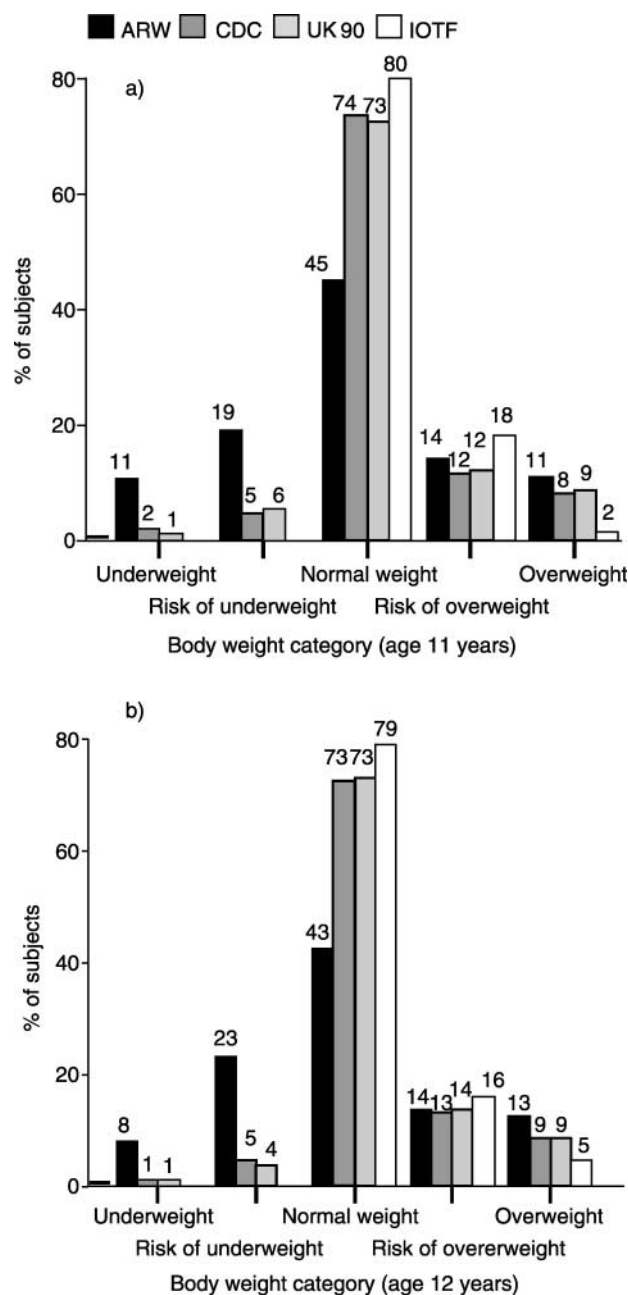 ARW CDC UK 90 IOTF
a)
80
60
40
20
0
% of subjects
11 2 1
19 5 6
45 74 73 80
14 12 12 18
11 8 9 2
Underweight Normal weight Overweight
Risk of underweight Risk of overweight
Body weight category (age 11 years)
b)
80
60
40
20
0
% of subjects
8 1 1
23 5 4
43 73 73 79
14 13 14 16
13 9 9 5
Underweight Normal weight Overweight
Risk of underweight Risk of overerweight
Body weight category (age 12 years)